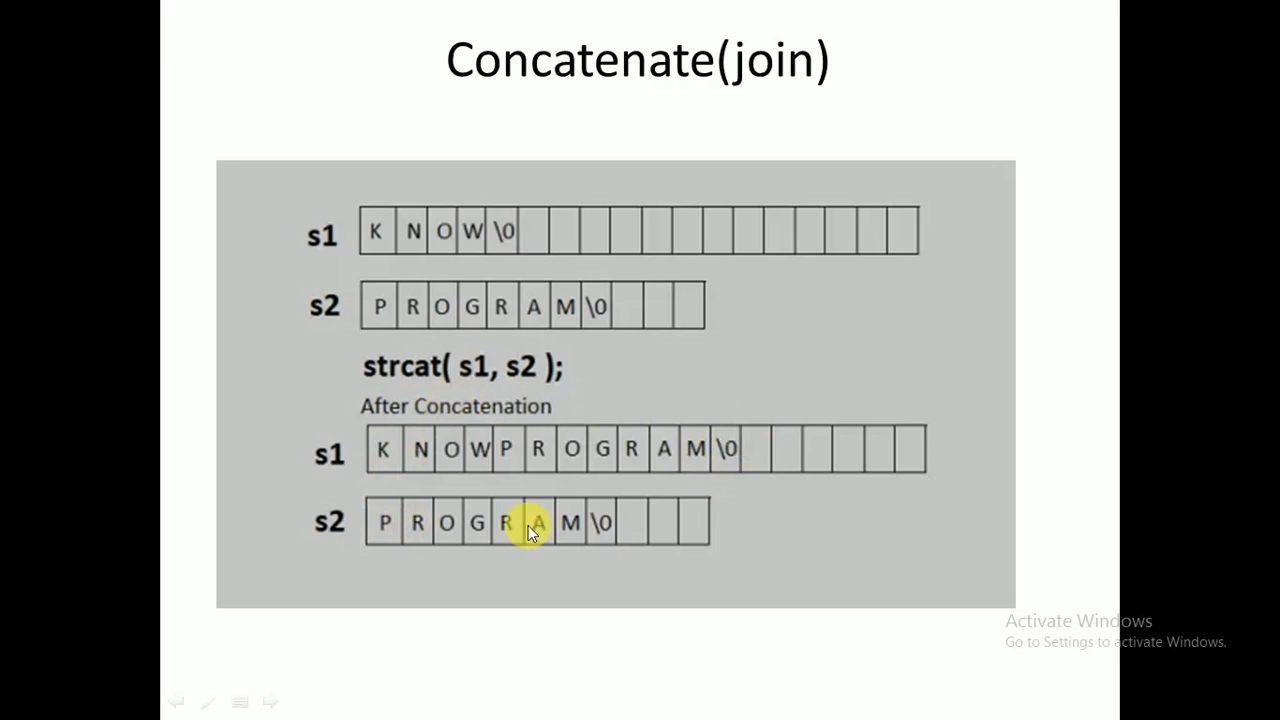 Concatenate(join)
s1 K N O W \0
s2 P R O G R A M \0
strcat( s1, s2 );
After Concatenation
s1 K N O W P R O G R A M \0
s2 P R O G R A M \0
Activate Windows
Go to Settings to activate Windows.